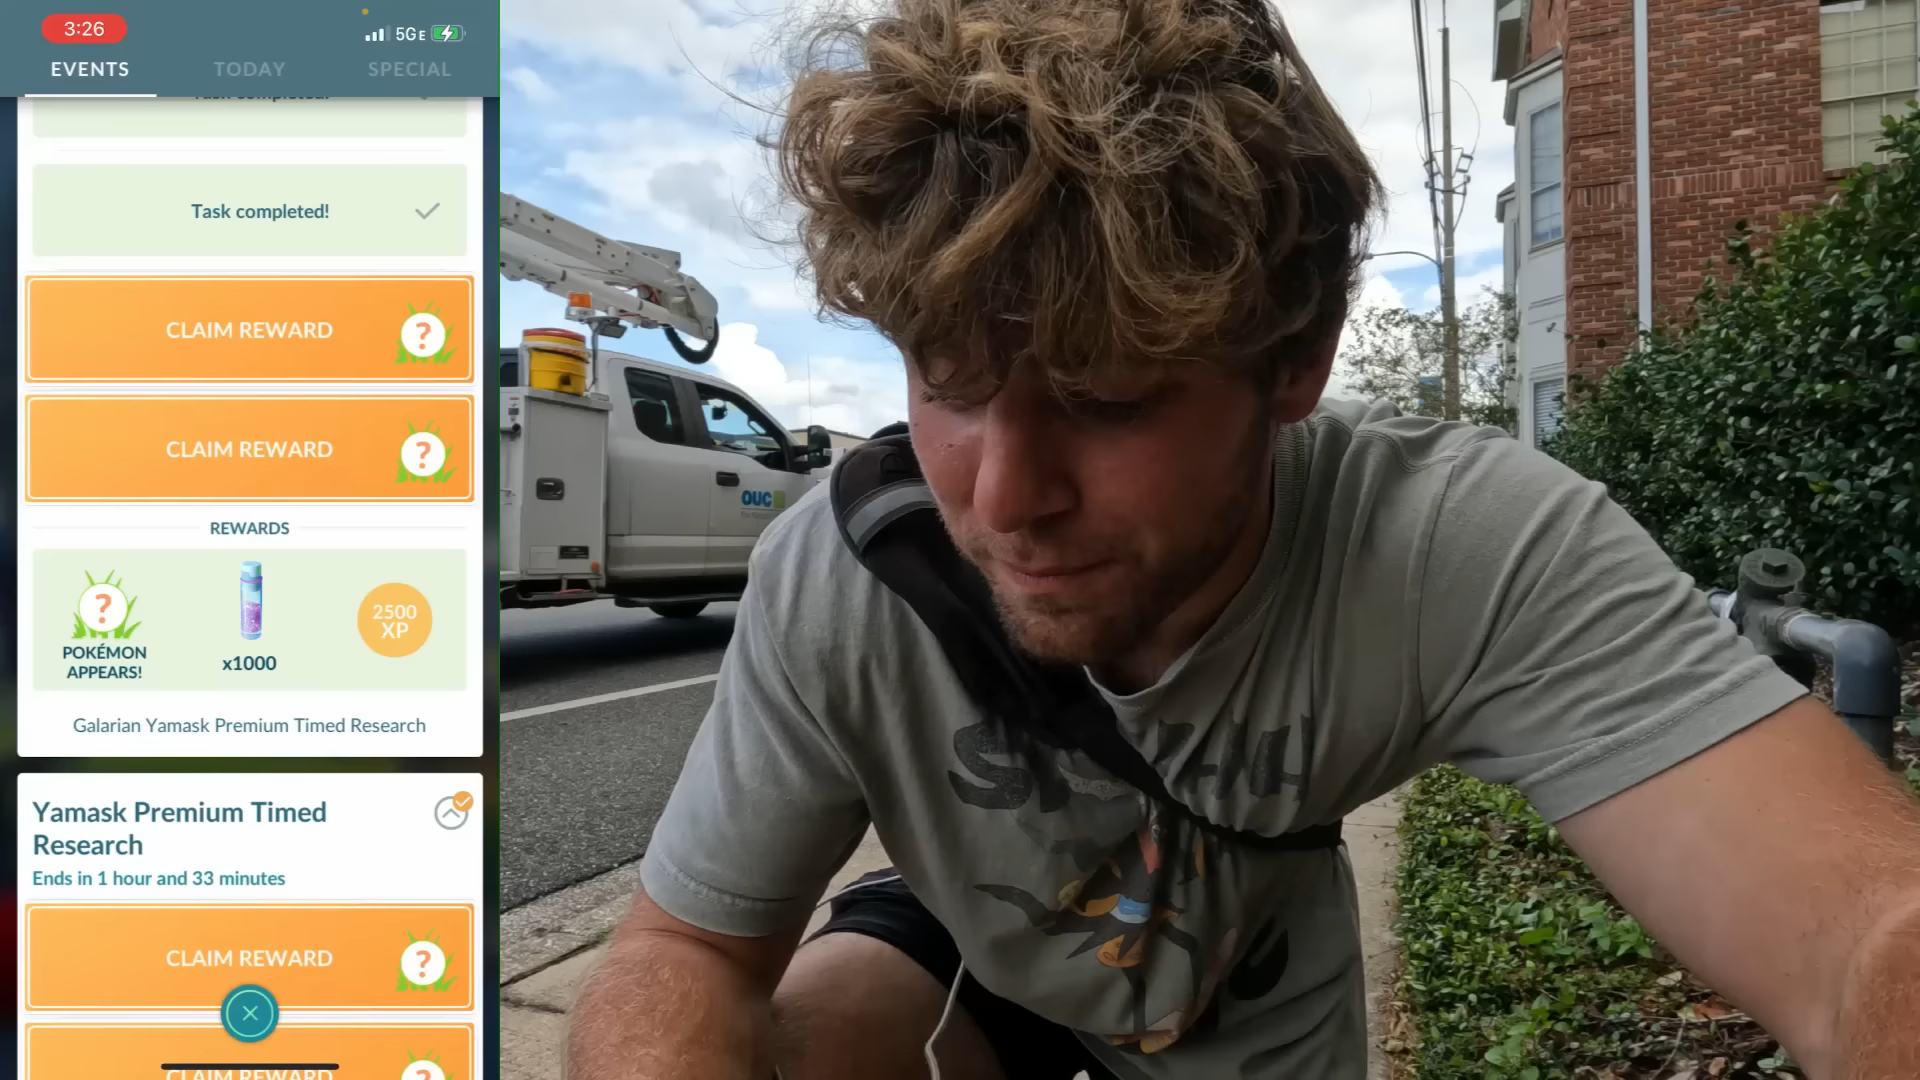 3:26
5GE
EVENTS
TODAY
SPECIAL
Task completed!
Task completed!
CLAIM REWARD
?
CLAIM REWARD
?
REWARDS
?
POKÉMON
APPEARS!
x1000
2500
XP
Galarian Yamask Premium Timed Research
Yamask Premium Timed
Research
Ends in 1 hour and 33 minutes
CLAIM REWARD
?
CLAIM REWARD
?
OUC